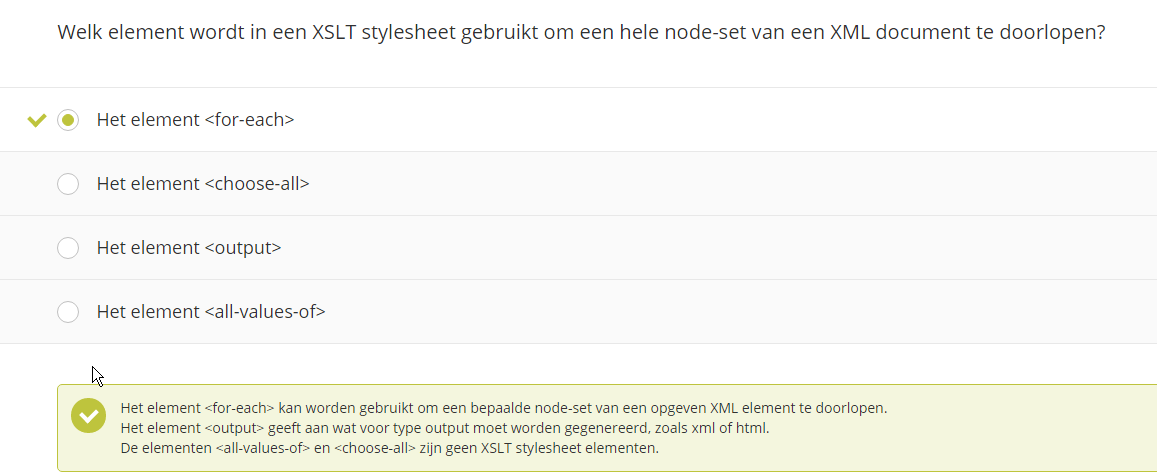 Welk element wordt in een XSLT stylesheet gebruikt om een hele node-set van een XML document te doorlopen?
Het element <for-each>
Het element <choose-all>
Het element <output>
Het element <all-values-of>
Het element <for-each> kan worden gebruikt om een bepaalde node-set van een opgeven XML element te doorlopen.
Het element <output> geeft aan wat voor type output moet worden gegenereerd, zoals xml of html.
De elementen <all-values-of> en <choose-all> zijn geen XSLT stylesheet elementen.